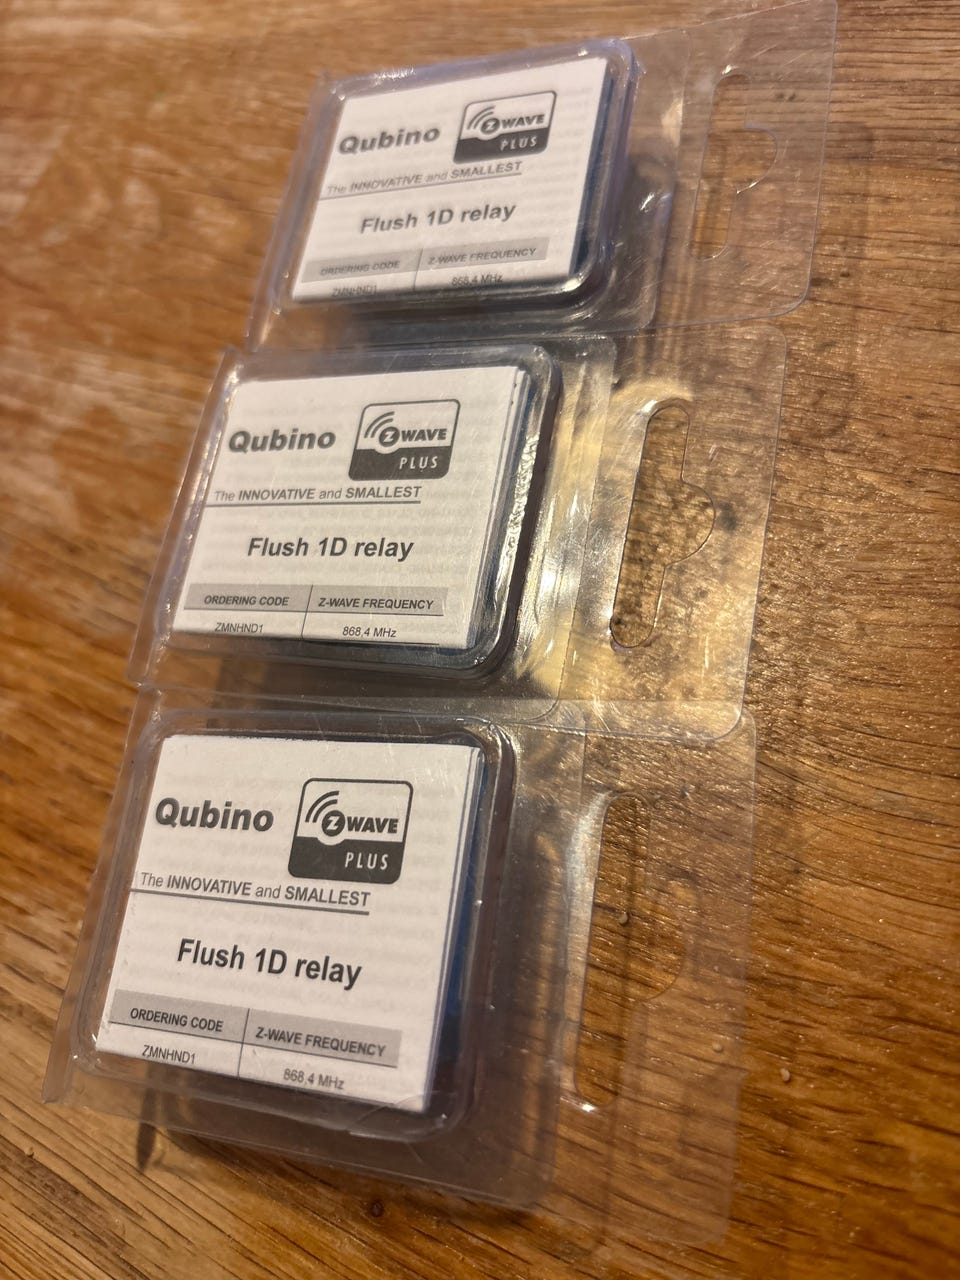 Qubino
Z WAVE
PLUS
The INNOVATIVE and SMALLEST
Flush 1D relay
ORDERING CODE Z-WAVE FREQUENCY
ZMNHND1 868,4 MHz
Qubino
Z WAVE
PLUS
The INNOVATIVE and SMALLEST
Flush 1D relay
ORDERING CODE Z-WAVE FREQUENCY
ZMNHND1 868,4 MHz
Qubino
Z WAVE
PLUS
The INNOVATIVE and SMALLEST
Flush 1D relay
ORDERING CODE Z-WAVE FREQUENCY
ZMNHND1 868,4 MHz